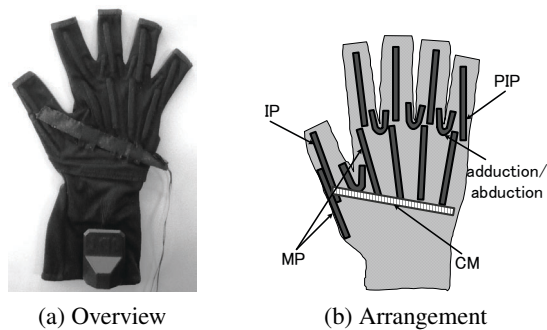 IP
PIP
adduction/
abduction
MP
CM
(a) Overview
(b) Arrangement